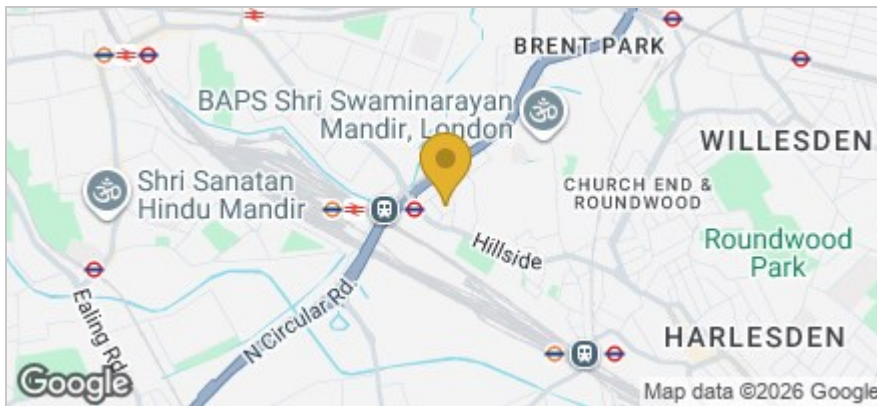 BRENT PARK
BAPS Shri Swaminarayan
Mandir, London
WILLESDEN
Shri Sanatan
Hindu Mandir
CHURCH END &
ROUNDWOOD
Hillside
Roundwood
Park
Ealing Rd
N Circular Rd
HARLESDEN
Google
Map data ©2026 Google